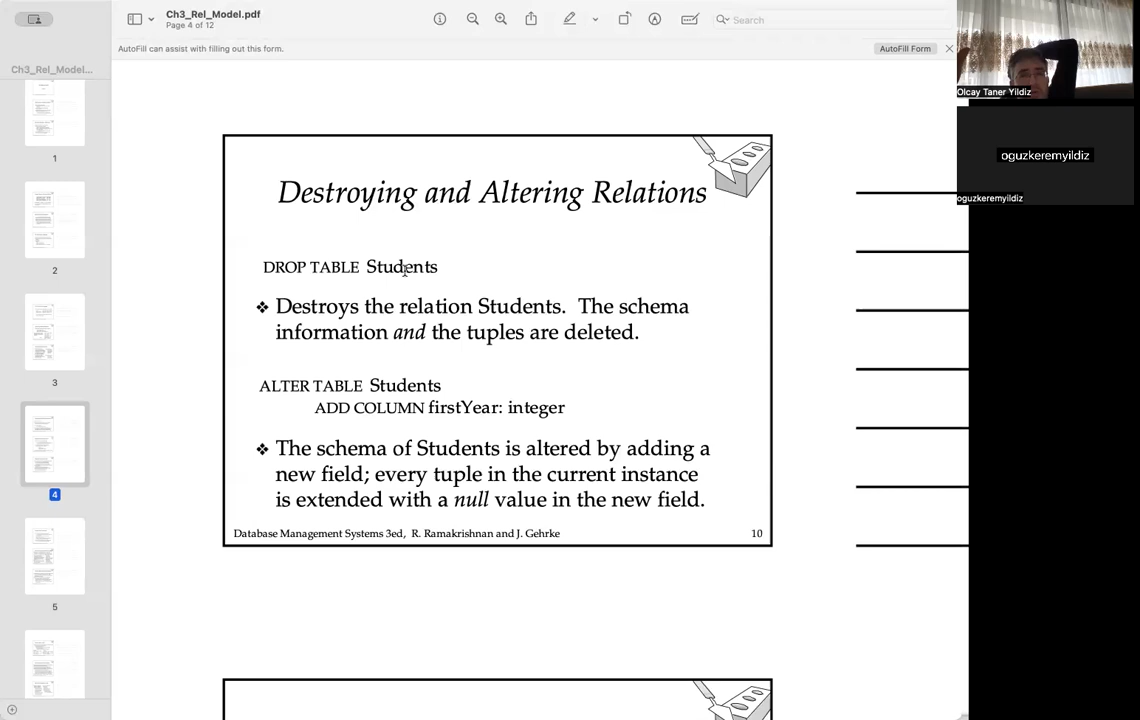 Ch3_Rel_Model.pdf
Page 4 of 12
Search
AutoFill can assist with filling out this form.
AutoFill Form
Ch3_Rel_Model...
1
2
3
4
5
Destroying and Altering Relations
DROP TABLE Students
❖ Destroys the relation Students. The schema
information and the tuples are deleted.
ALTER TABLE Students
ADD COLUMN firstYear: integer
❖ The schema of Students is altered by adding a
new field; every tuple in the current instance
is extended with a null value in the new field.
Database Management Systems 3ed, R. Ramakrishnan and J. Gehrke 10
Olcay Taner Yildiz
oguzkeremyildiz
oguzkeremyildiz